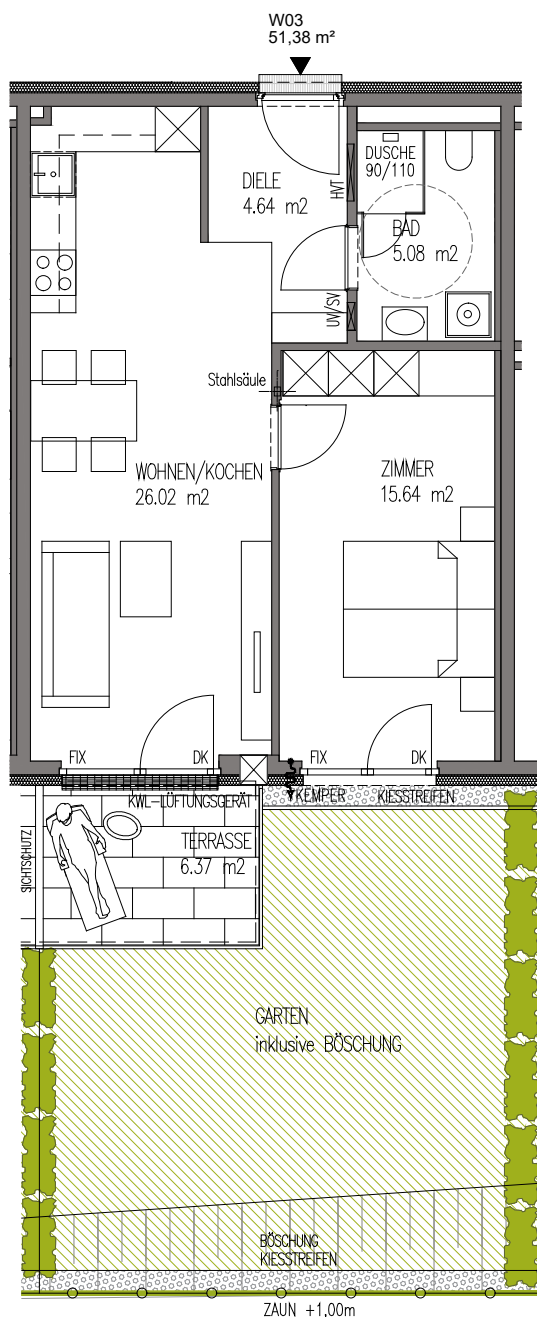 W03
51,38 m²
DUSCHE
90/110
DIELE
4.64 m2
HVT
BAD
5.08 m2
UV/SV
Stahlsäule
WOHNEN/KOCHEN
26.02 m2
ZIMMER
15.64 m2
FIX
DK
FIX
DK
KWL-LÜFTUNGSGERÄT
KEMPER
KIESSTREIFEN
SICHTSCHUTZ
TERRASSE
6.37 m2
GARTEN
inklusive BÖSCHUNG
BÖSCHUNG
KIESSTREIFEN
ZAUN +1,00m